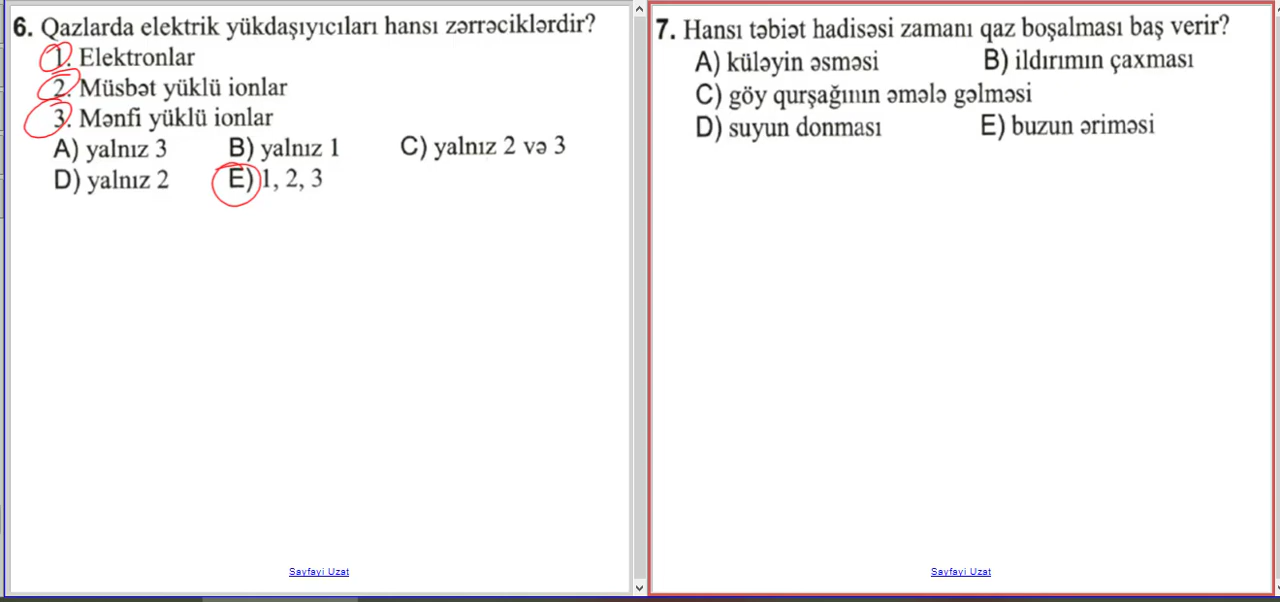 6. Qazlarda elektrik yükdaşıyıcıları hansı zərrəciklərdir?
1. Elektronlar
2. Müsbət yüklü ionlar
3. Mənfi yüklü ionlar
A) yalnız 3 B) yalnız 1 C) yalnız 2 və 3
D) yalnız 2 E) 1, 2, 3
Sayfayi Uzat
7. Hansı təbiət hadisəsi zamanı qaz boşalması baş verir?
A) küləyin əsməsi B) ildırımın çaxması
C) göy qurşağının əmələ gəlməsi
D) suyun donması E) buzun əriməsi
Sayfayi Uzat